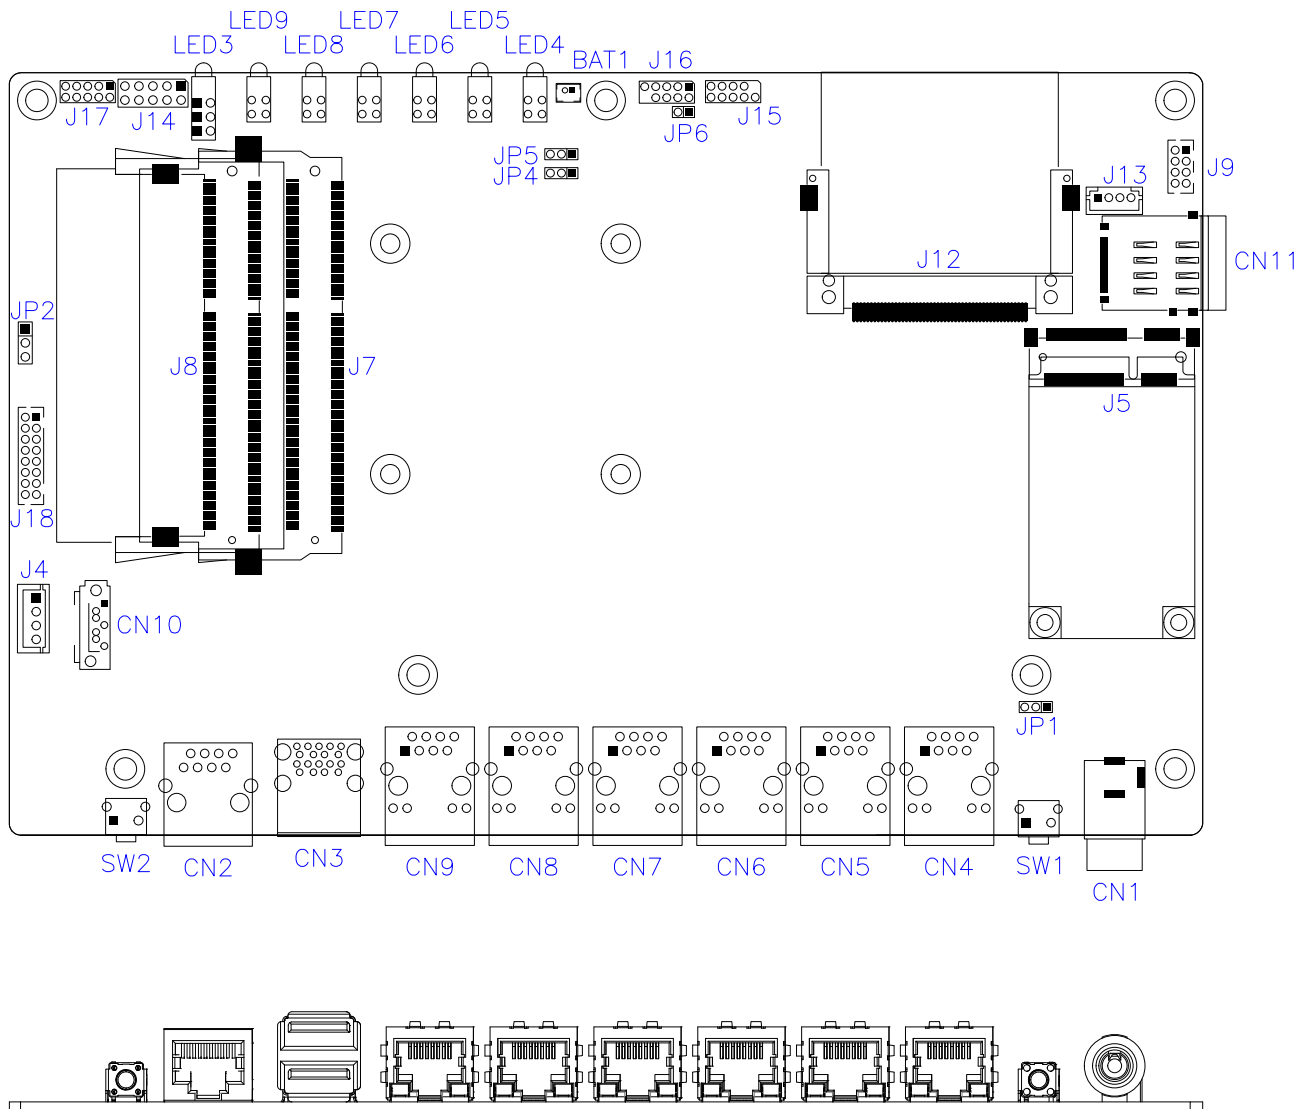 LED9 LED7 LED5
LED3 LED8 LED6 LED4 BAT1 J16
J17 J14 JP6 J15
JP5
JP4
J9
J13
J12 CN11
JP2
J8 J7
J5
J18
J4
CN10
JP1
SW2 CN2 CN3 CN9 CN8 CN7 CN6 CN5 CN4 SW1
CN1